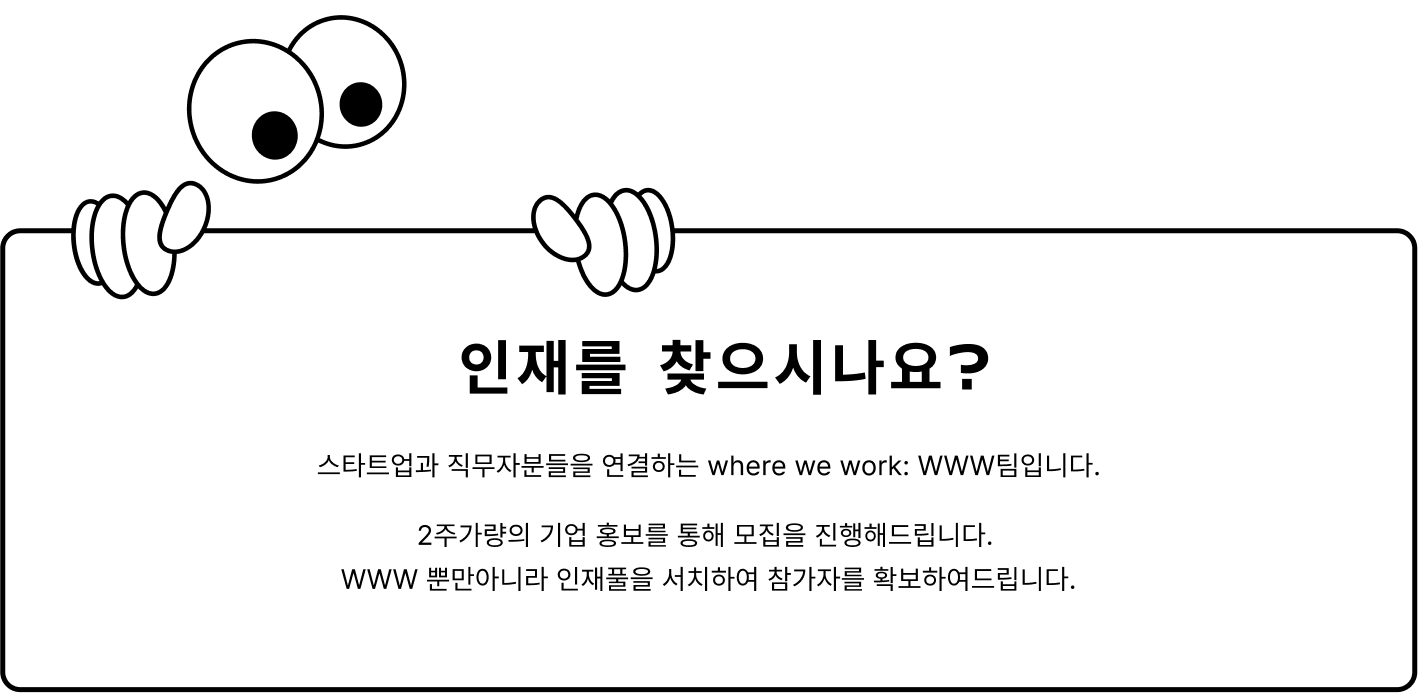 인재를 찾으시나요?
스타트업과 직무자분들을 연결하는 where we work: WWW팀입니다.
2주가량의 기업 홍보를 통해 모집을 진행해드립니다.
WWW 뿐만아니라 인재풀을 서치하여 참가자를 확보하여드립니다.